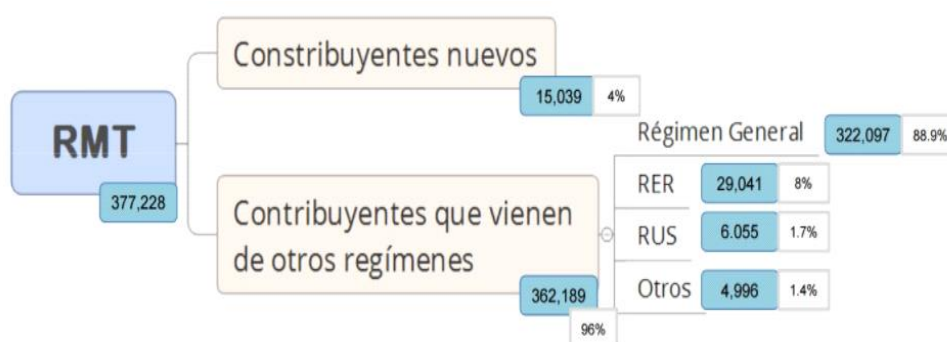 Constribuyentes nuevos
15,039 4%
RMT
377,228
Contribuyentes que vienen
de otros regímenes
362,189
96%
Régimen General 322,097 88.9%
RER 29,041 8%
RUS 6.055 1.7%
Otros 4,996 1.4%